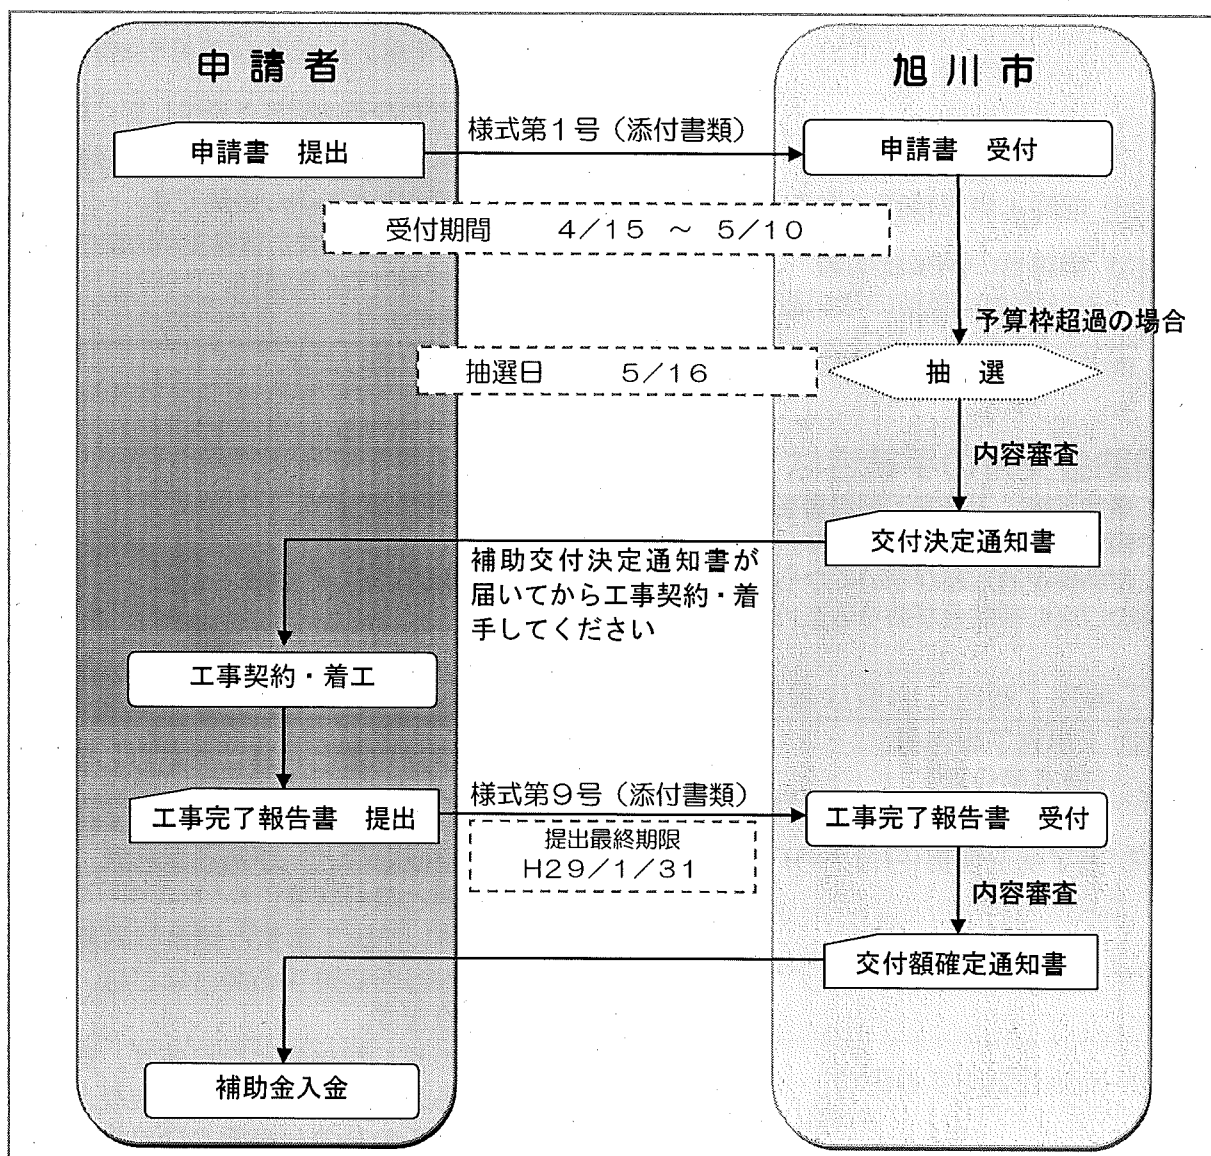 申請者
旭川市
申請書　提出
様式第1号（添付書類）
申請書　受付
受付期間　4/15 ～ 5/10
予算枠超過の場合
抽選日　5/16
抽　選
内容審査
交付決定通知書
補助交付決定通知書が
届いてから工事契約・着
手してください
工事契約・着工
工事完了報告書　提出
様式第9号（添付書類）
工事完了報告書　受付
提出最終期限
H29/1/31
内容審査
交付額確定通知書
補助金入金